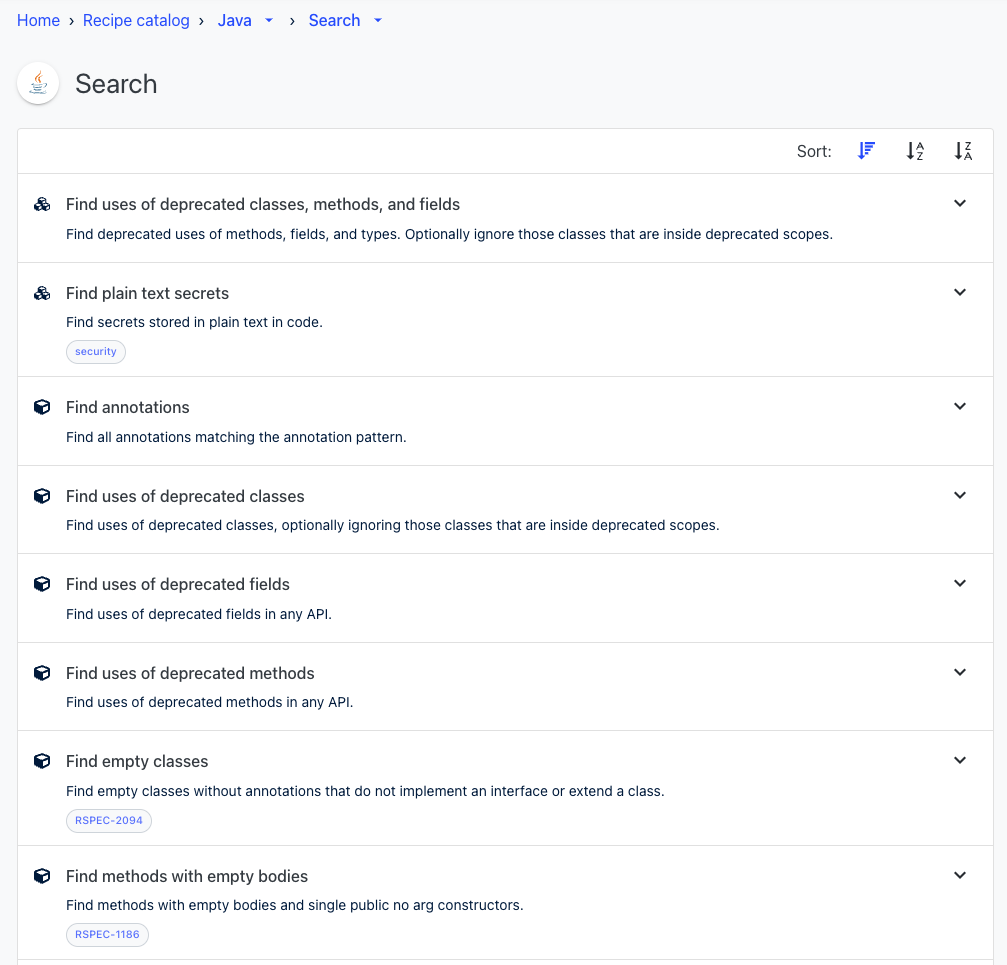 Home › Recipe catalog › Java › Search
Search
Sort: A Z Z A
Find uses of deprecated classes, methods, and fields
Find deprecated uses of methods, fields, and types. Optionally ignore those classes that are inside deprecated scopes.
Find plain text secrets
Find secrets stored in plain text in code.
security
Find annotations
Find all annotations matching the annotation pattern.
Find uses of deprecated classes
Find uses of deprecated classes, optionally ignoring those classes that are inside deprecated scopes.
Find uses of deprecated fields
Find uses of deprecated fields in any API.
Find uses of deprecated methods
Find uses of deprecated methods in any API.
Find empty classes
Find empty classes without annotations that do not implement an interface or extend a class.
RSPEC-2094
Find methods with empty bodies
Find methods with empty bodies and single public no arg constructors.
RSPEC-1186